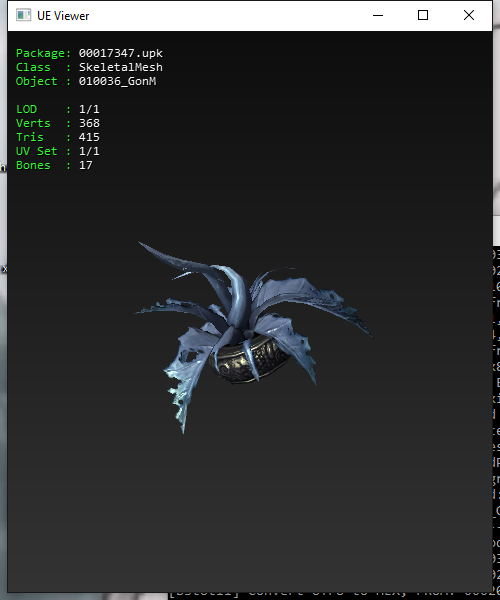 UE Viewer
Package: 00017347.upk
Class  : SkeletalMesh
Object : 010036_GonM
LOD    : 1/1
Verts  : 368
Tris   : 415
UV Set : 1/1
Bones  : 17